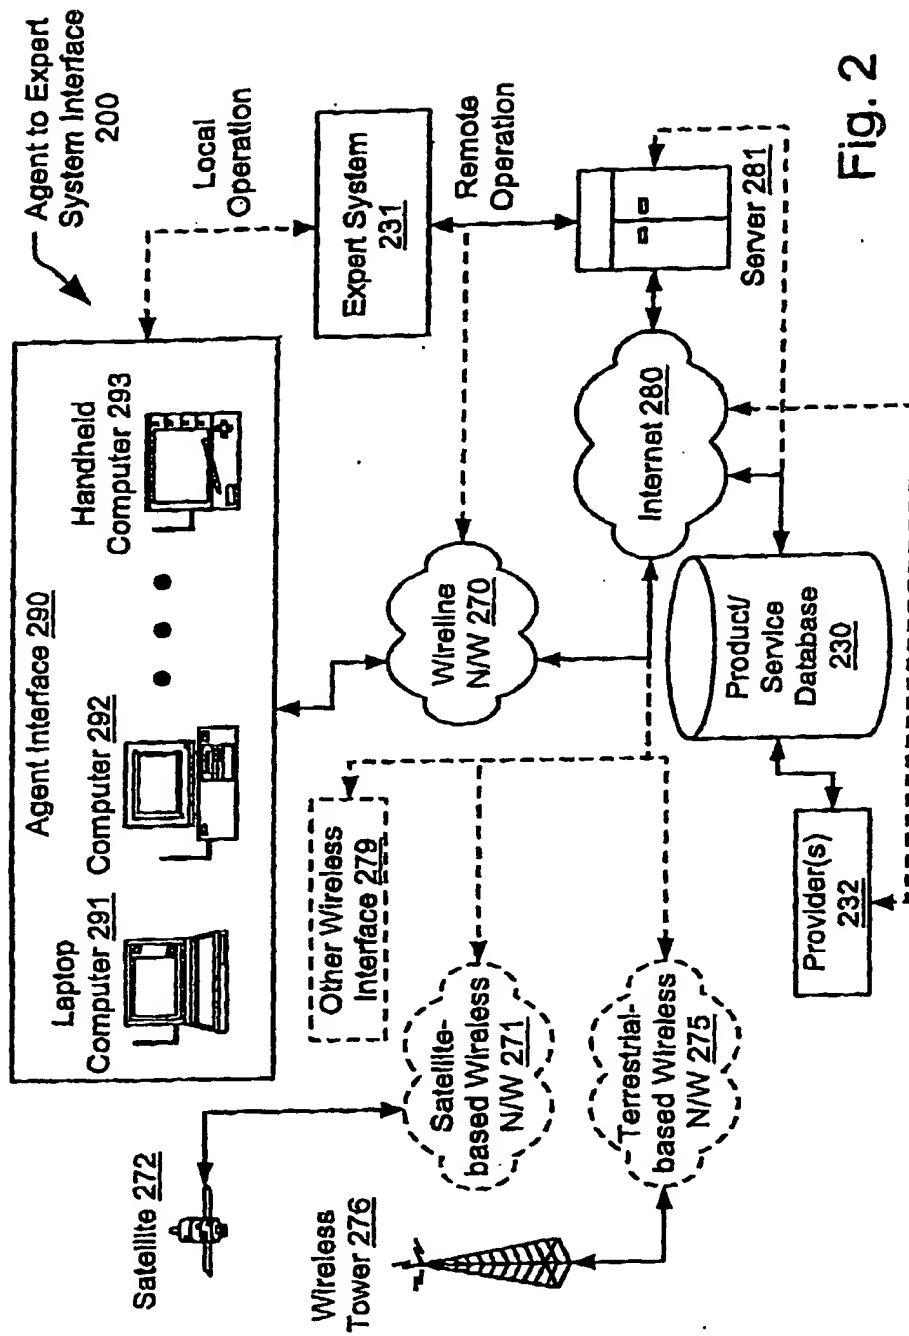 Agent to Expert
System Interface
200
Agent Interface 290
Laptop
Computer 291
Computer 292
Handheld
Computer 293
Local
Operation
Satellite 272
Other Wireless
Interface 279
Expert System
231
Wireless
Tower 276
Satellite-
based Wireless
N/W 271
Wireline
N/W 270
Remote
Operation
Terrestrial-
based Wireless
N/W 275
Internet 280
Server 281
Product/
Service
Database
230
Provider(s)
232
Fig. 2